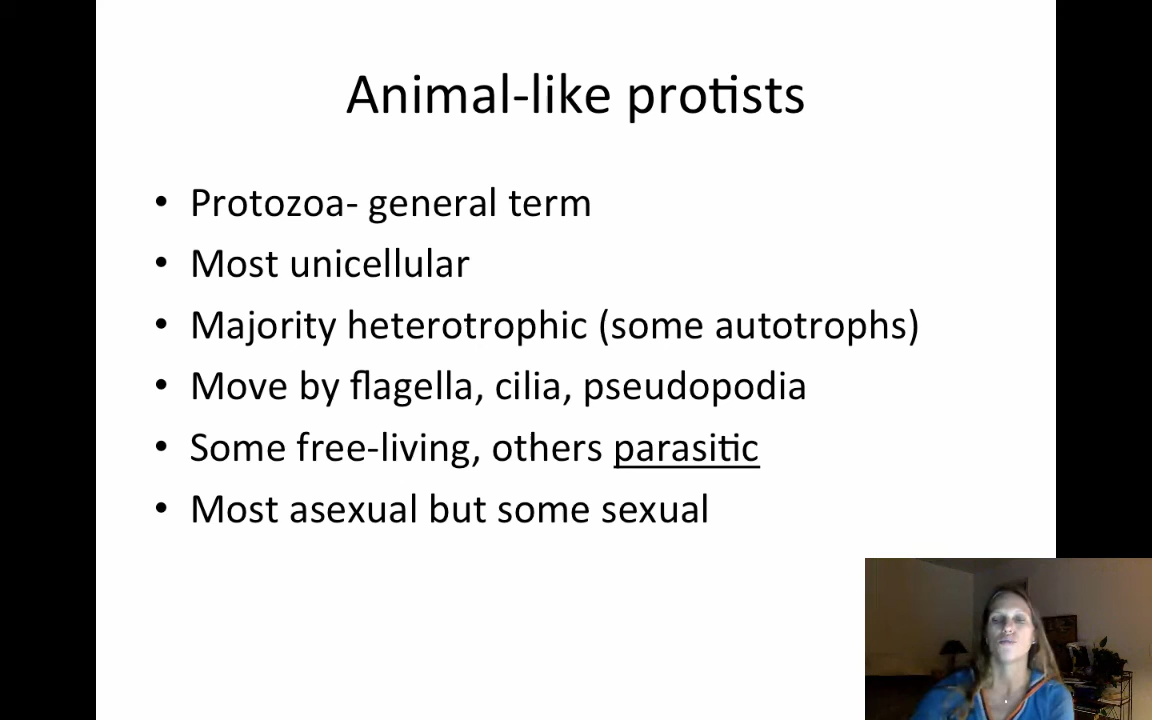 Animal-like protists
• Protozoa- general term
• Most unicellular
• Majority heterotrophic (some autotrophs)
• Move by flagella, cilia, pseudopodia
• Some free-living, others parasitic
• Most asexual but some sexual